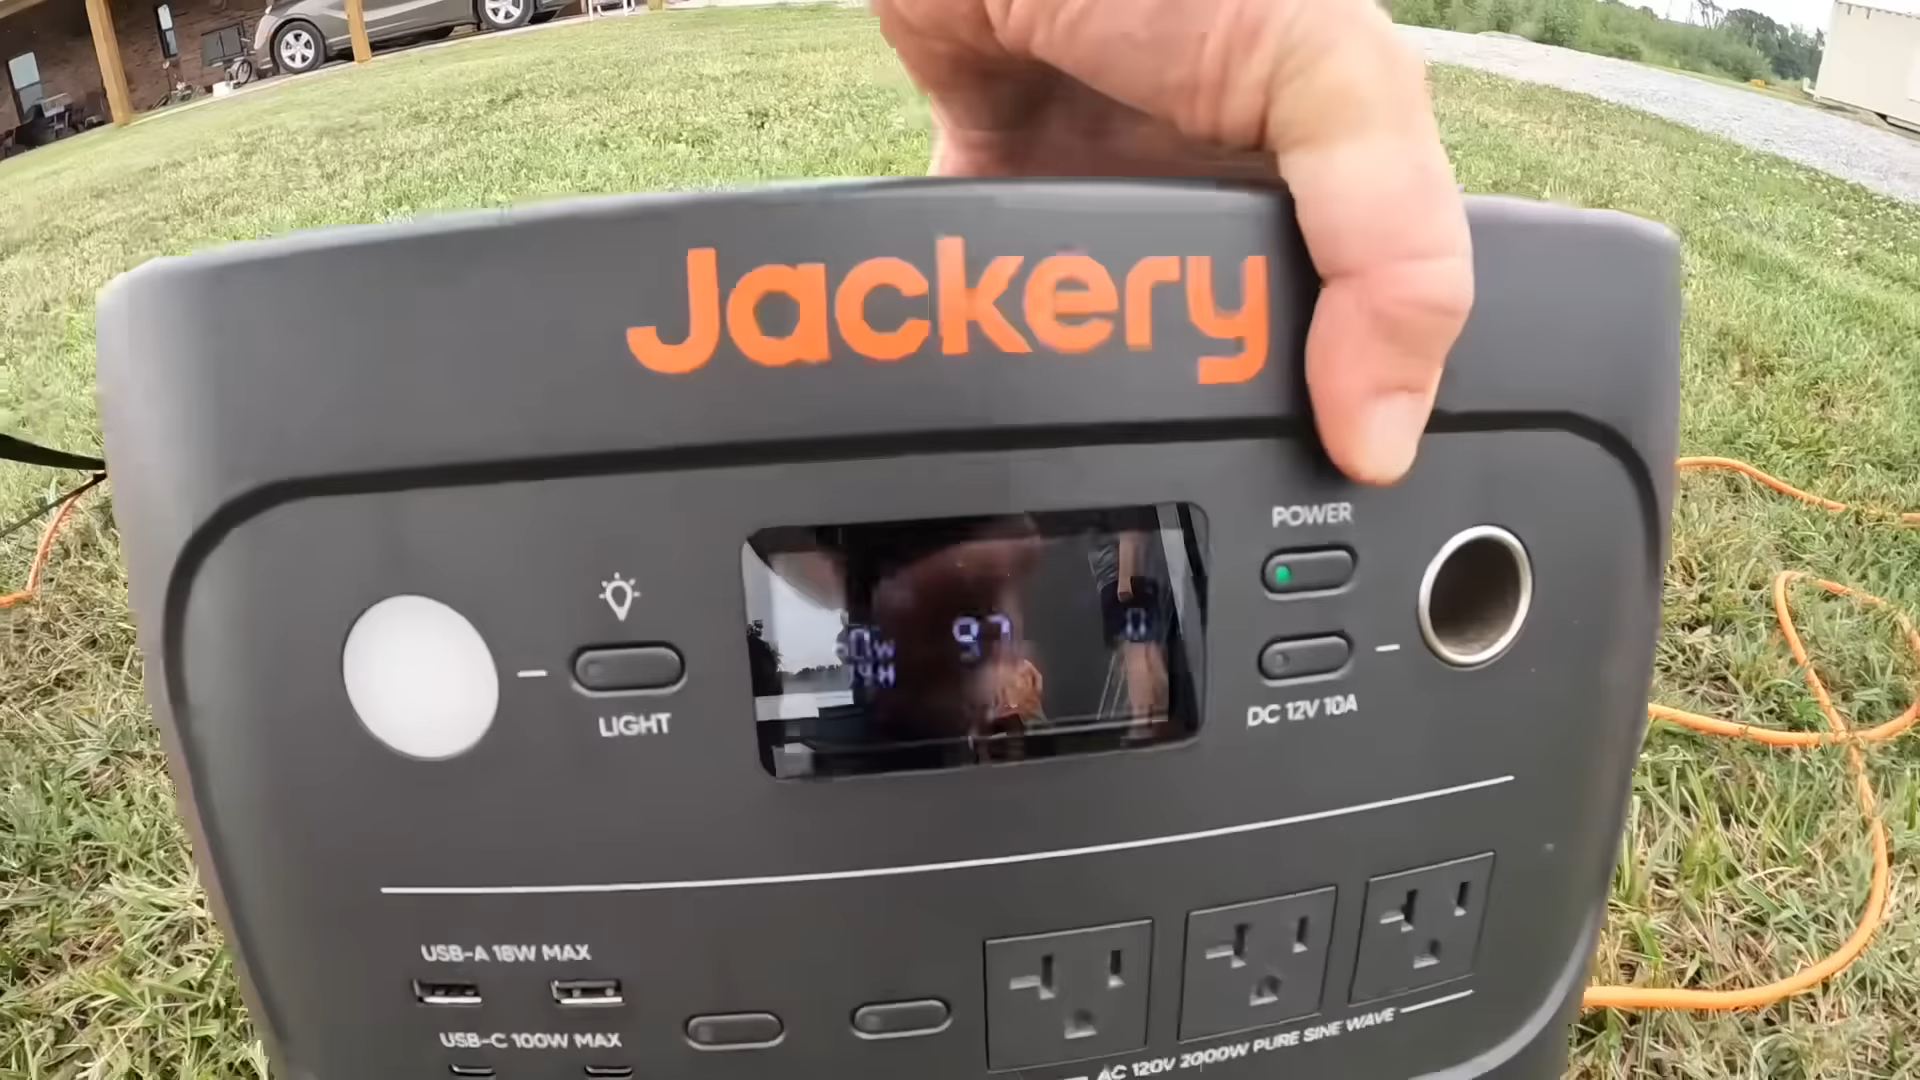 Jackery
POWER
97
0
LIGHT
DC 12V 10A
USB-A 18W MAX
USB-C 100W MAX
AC 120V 2000W PURE SINE WAVE